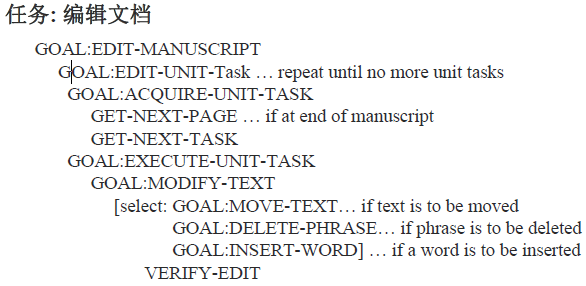 任务: 编辑文档
GOAL:EDIT-MANUSCRIPT
GOAL:EDIT-UNIT-Task … repeat until no more unit tasks
GOAL:ACQUIRE-UNIT-TASK
GET-NEXT-PAGE … if at end of manuscript
GET-NEXT-TASK
GOAL:EXECUTE-UNIT-TASK
GOAL:MODIFY-TEXT
[select: GOAL:MOVE-TEXT… if text is to be moved
GOAL:DELETE-PHRASE… if phrase is to be deleted
GOAL:INSERT-WORD] … if a word is to be inserted
VERIFY-EDIT